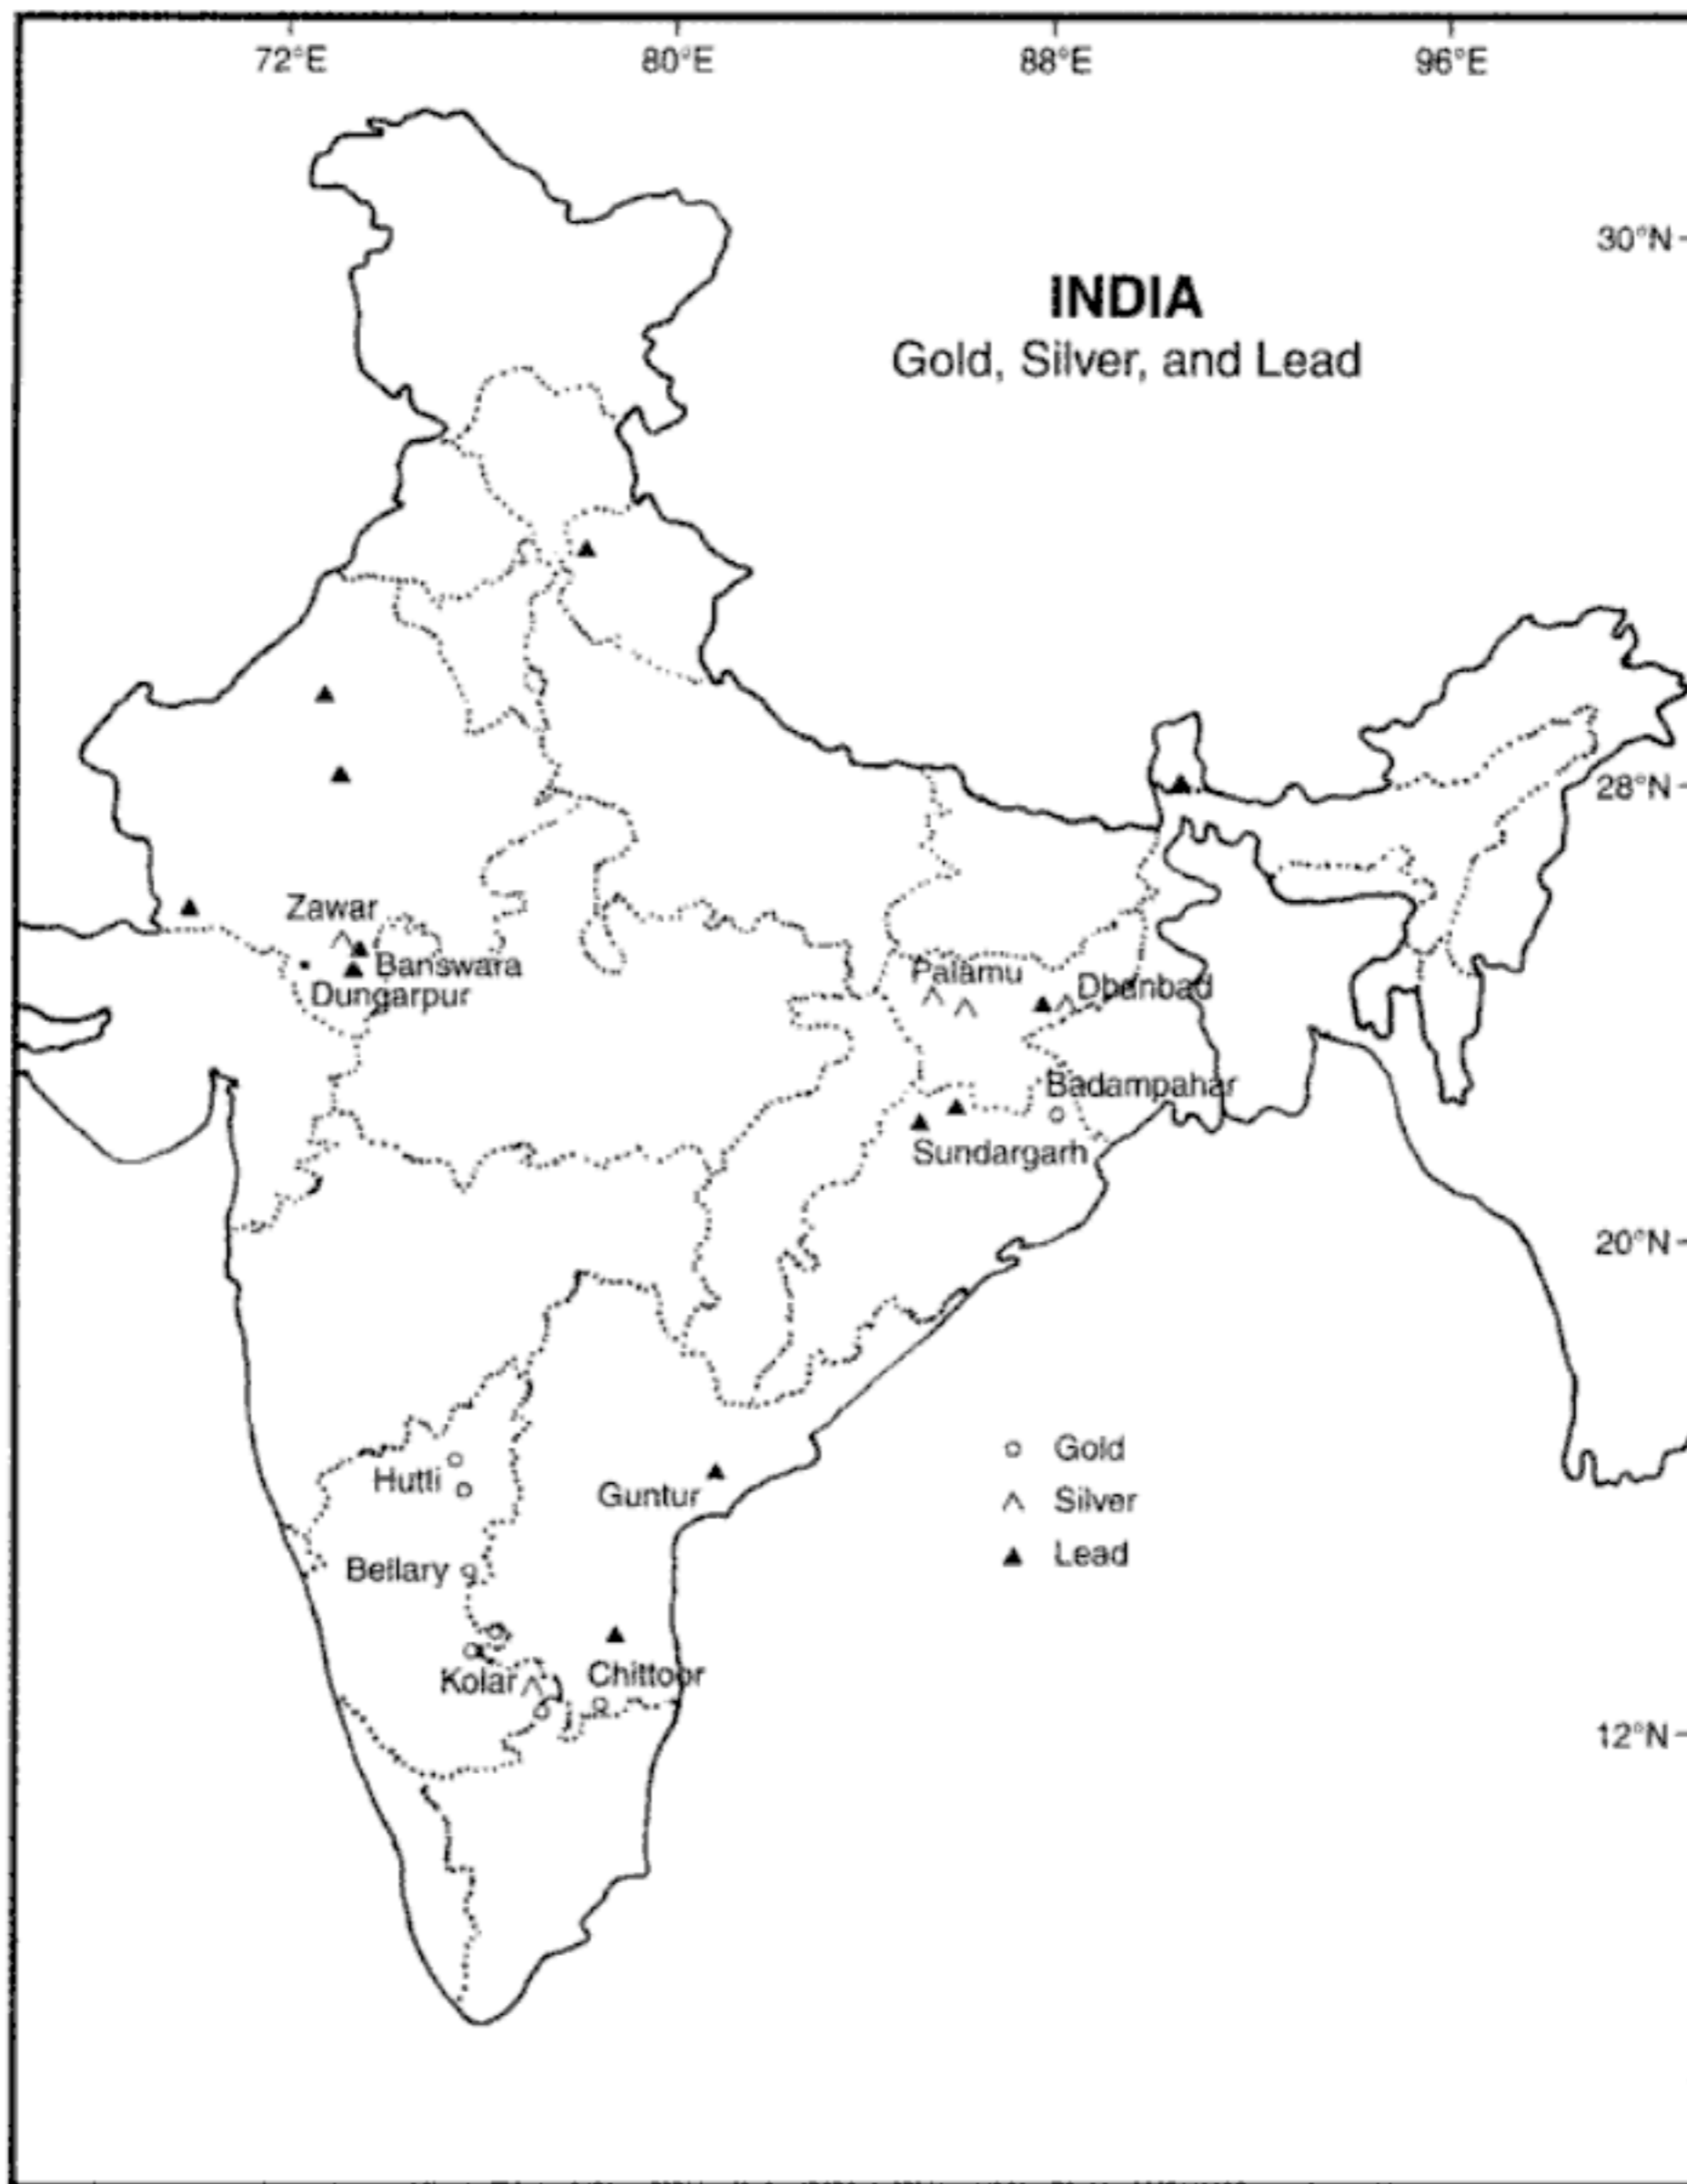 72°E 80°E 88°E 96°E
30°N
INDIA
Gold, Silver, and Lead
28°N
Zawar
Banswara
Dungarpur
Palamu
Dhanbad
Badampahar
Sundargarh
20°N
Hutli
Guntur
Bellary
Kolar
Chittoor
Gold
Silver
Lead
12°N